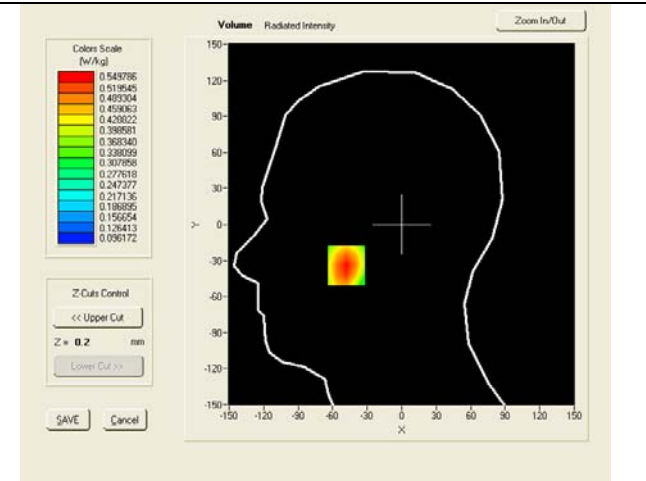 Volume Radiated Intensity
Zoom In/Out
Colors Scale
(W/kg)
0.549786
0.519545
0.489304
0.459063
0.428822
0.398581
0.368340
0.338099
0.307858
0.277618
0.247377
0.217136
0.186895
0.156654
0.126413
0.096172
Z-Cuts Control
<< Upper Cut
Z = 0.2 mm
Lower Cut >>
SAVE Cancel
150-
120-
90-
60-
30-
Y 0-
-30-
-60-
-90-
-120-
-150-
-150 -120 -90 -60 -30 0 30 60 90 120 150
X